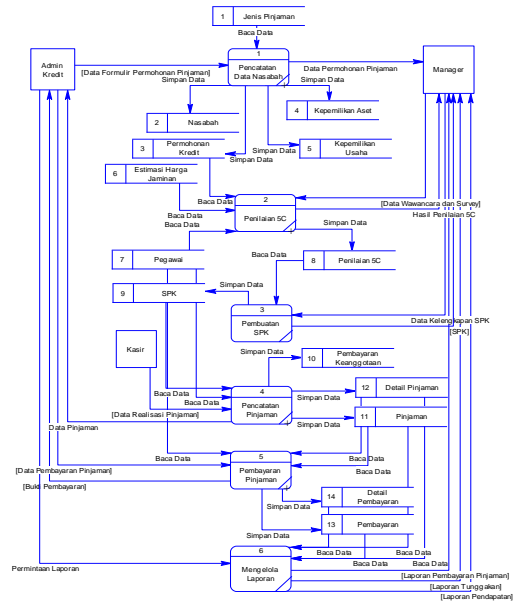 1 Jenis Pinjaman
Baca Data
Admin
Kredit
[Data Formulir Permohonan Pinjaman]
1
Pencatatan
Data Nasabah
Data Permohonan Pinjaman
Manager
Simpan Data
Simpan Data
4 Kepemilikan Aset
2 Nasabah
3 Permohonan
Kredit
Simpan Data
Simpan Data
5 Kepemilikan
Usaha
6 Estimasi Harga
Jaminan
Baca Data
2
Penilaian 5C
[Data Wawancara dan Survey]
Hasil Penilaian 5C
Baca Data
Baca Data
Simpan Data
7 Pegawai
Baca Data
8 Penilaian 5C
9 SPK
Simpan Data
3
Pembuatan
SPK
Data Kelengkapan SPK
[SPK]
Kasir
Simpan Data
10 Pembayaran
Keanggotaan
12 Detail Pinjaman
4
Pencatatan
Pinjaman
Baca Data
Baca Data
Simpan Data
11 Pinjaman
[Data Realisasi Pinjaman]
Data Pinjaman
Simpan Data
5
Pembayaran
Pinjaman
Baca Data
Baca Data
Baca Data
[Data Pembayaran Pinjaman]
[Bukti Pembayaran]
14 Detail
Pembayaran
Simpan Data
13 Pembayaran
Simpan Data
6
Mengelola
Laporan
Baca Data
Baca Data
Baca Data
Permintaan Laporan
[Laporan Pembayaran Pinjaman]
[Laporan Tunggakan]
[Laporan Pendapatan]